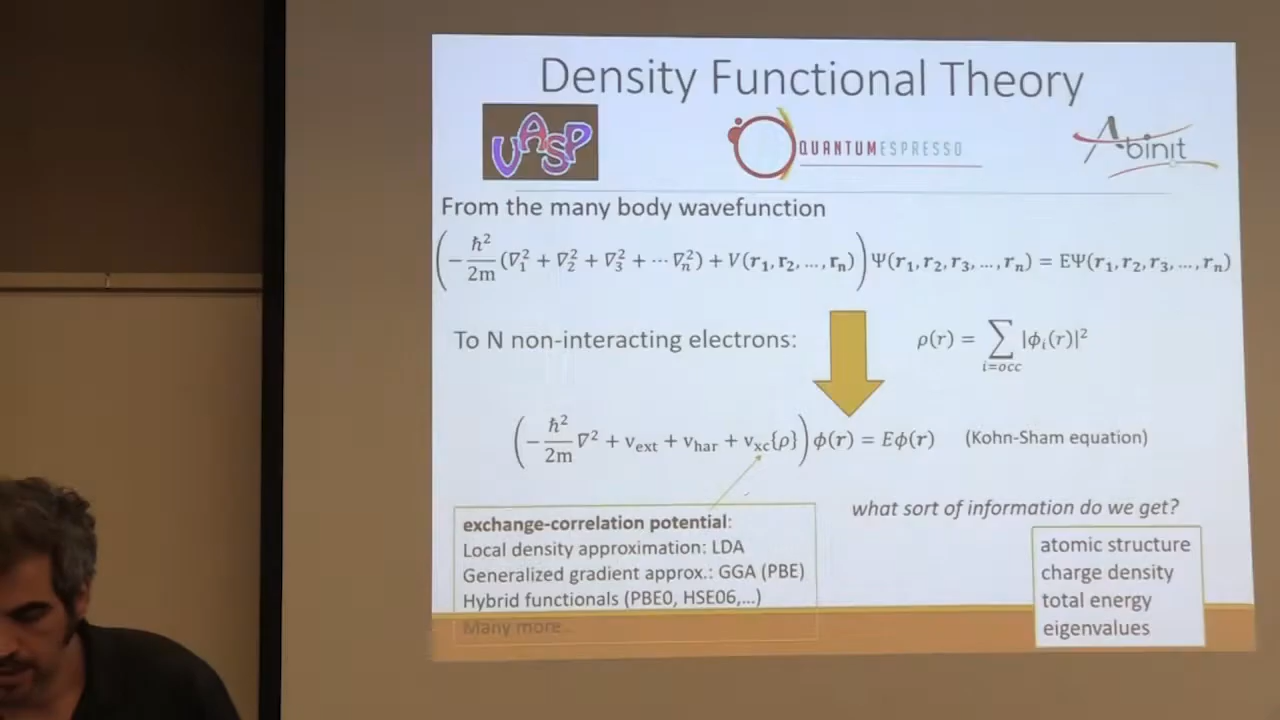 Density Functional Theory
VASP
QUANTUMESPRESSO
Abinit
From the many body wavefunction
(−ħ²/2m (∇₁² + ∇₂² + ∇₃² + ⋯ ∇ₙ²) + V(r₁, r₂, …, rₙ)) Ψ(r₁, r₂, r₃, …, rₙ) = EΨ(r₁, r₂, r₃, …, rₙ)
To N non-interacting electrons:
ρ(r) = ∑_{i=occ} |ϕᵢ(r)|²
(−ħ²/2m ∇² + v_ext + v_har + v_xc{ρ}) ϕ(r) = Eϕ(r) (Kohn-Sham equation)
exchange-correlation potential:
Local density approximation: LDA
Generalized gradient approx.: GGA (PBE)
Hybrid functionals (PBE0, HSE06,…)
Many more…
what sort of information do we get?
atomic structure
charge density
total energy
eigenvalues